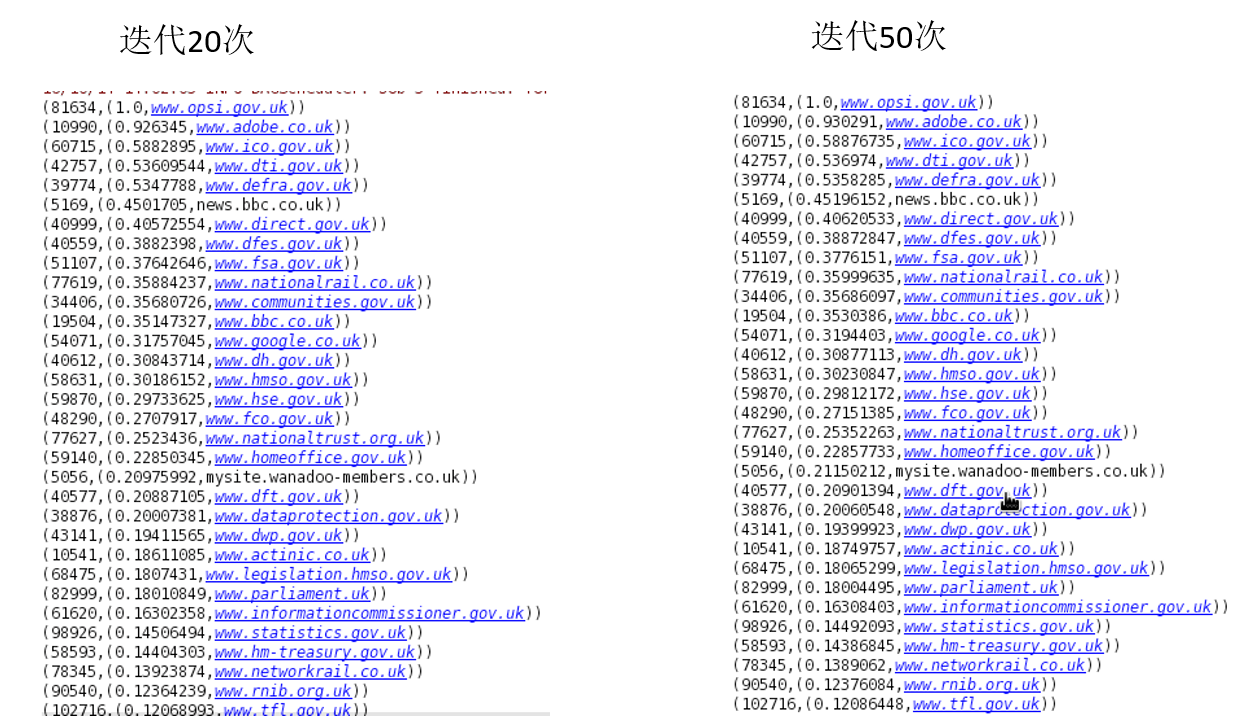 迭代20次
(81634,(1.0,www.opsi.gov.uk))
(10990,(0.926345,www.adobe.co.uk))
(60715,(0.5882895,www.ico.gov.uk))
(42757,(0.53609544,www.dti.gov.uk))
(39774,(0.5347788,www.defra.gov.uk))
(5169,(0.4501705,news.bbc.co.uk))
(40999,(0.40572554,www.direct.gov.uk))
(40559,(0.3882398,www.dfes.gov.uk))
(51107,(0.37642646,www.fsa.gov.uk))
(77619,(0.35884237,www.nationalrail.co.uk))
(34406,(0.35680726,www.communities.gov.uk))
(19504,(0.35147327,www.bbc.co.uk))
(54071,(0.31757045,www.google.co.uk))
(40612,(0.30843714,www.dh.gov.uk))
(58631,(0.30186152,www.hmso.gov.uk))
(59870,(0.29733625,www.hse.gov.uk))
(48290,(0.2707917,www.fco.gov.uk))
(77627,(0.2523436,www.nationaltrust.org.uk))
(59140,(0.22850345,www.homeoffice.gov.uk))
(5056,(0.20975992,mysite.wanadoo-members.co.uk))
(40577,(0.20887105,www.dft.gov.uk))
(38876,(0.20007381,www.dataprotection.gov.uk))
(43141,(0.19411565,www.dwp.gov.uk))
(10541,(0.18611085,www.actinic.co.uk))
(68475,(0.1807431,www.legislation.hmso.gov.uk))
(82999,(0.18010849,www.parliament.uk))
(61620,(0.16302358,www.informationcommissioner.gov.uk))
(98926,(0.14506494,www.statistics.gov.uk))
(58593,(0.14404303,www.hm-treasury.gov.uk))
(78345,(0.13923874,www.networkrail.co.uk))
(90540,(0.12364239,www.rnib.org.uk))
(102716,(0.12068993,www.tfl.gov.uk))
迭代50次
(81634,(1.0,www.opsi.gov.uk))
(10990,(0.930291,www.adobe.co.uk))
(60715,(0.58876735,www.ico.gov.uk))
(42757,(0.536974,www.dti.gov.uk))
(39774,(0.5358285,www.defra.gov.uk))
(5169,(0.45196152,news.bbc.co.uk))
(40999,(0.40620533,www.direct.gov.uk))
(40559,(0.38872847,www.dfes.gov.uk))
(51107,(0.3776151,www.fsa.gov.uk))
(77619,(0.35999635,www.nationalrail.co.uk))
(34406,(0.35686097,www.communities.gov.uk))
(19504,(0.3530386,www.bbc.co.uk))
(54071,(0.3194403,www.google.co.uk))
(40612,(0.30877113,www.dh.gov.uk))
(58631,(0.30230847,www.hmso.gov.uk))
(59870,(0.29812172,www.hse.gov.uk))
(48290,(0.27151385,www.fco.gov.uk))
(77627,(0.25352263,www.nationaltrust.org.uk))
(59140,(0.22857733,www.homeoffice.gov.uk))
(5056,(0.21150212,mysite.wanadoo-members.co.uk))
(40577,(0.20901394,www.dft.gov.uk))
(38876,(0.20060548,www.dataprotection.gov.uk))
(43141,(0.19399923,www.dwp.gov.uk))
(10541,(0.18749757,www.actinic.co.uk))
(68475,(0.18065299,www.legislation.hmso.gov.uk))
(82999,(0.18004495,www.parliament.uk))
(61620,(0.16308403,www.informationcommissioner.gov.uk))
(98926,(0.14492093,www.statistics.gov.uk))
(58593,(0.14386845,www.hm-treasury.gov.uk))
(78345,(0.1389062,www.networkrail.co.uk))
(90540,(0.12376084,www.rnib.org.uk))
(102716,(0.12086448,www.tfl.gov.uk))